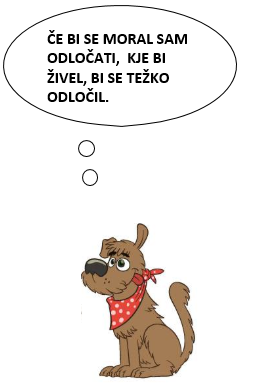 ČE BI SE MORAL SAM
ODLOČATI, KJE BI
ŽIVEL, BI SE TEŽKO
ODLOČIL.